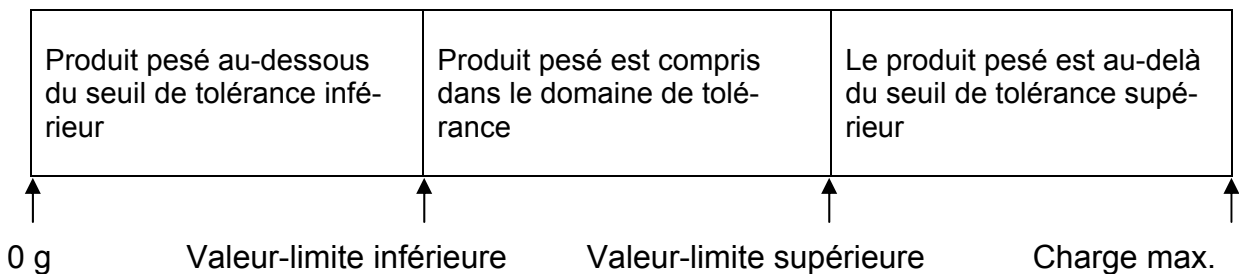 Produit pesé au-dessous
du seuil de tolérance infé-
rieur
Produit pesé est compris
dans le domaine de tolé-
rance
Le produit pesé est au-delà
du seuil de tolérance supé-
rieur
0 g
Valeur-limite inférieure
Valeur-limite supérieure
Charge max.